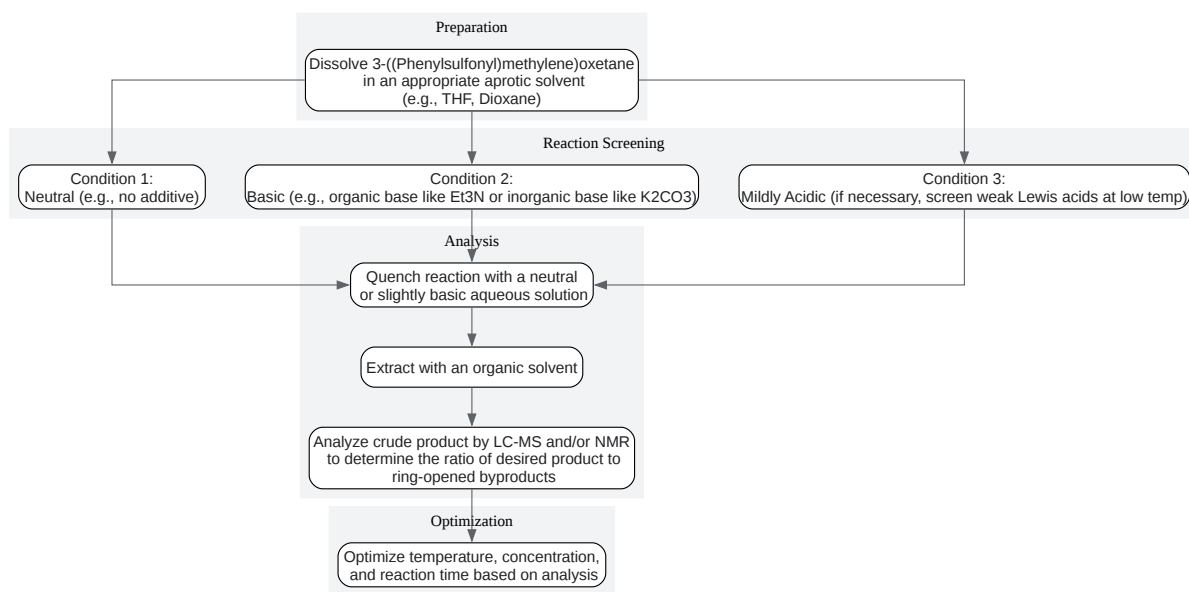 Preparation
Dissolve 3-((Phenylsulfonyl)methylene)oxetane
in an appropriate aprotic solvent
(e.g., THF, Dioxane)
Reaction Screening
Condition 1:
Neutral (e.g., no additive)
Condition 2:
Basic (e.g., organic base like Et3N or inorganic base like K2CO3)
Condition 3:
Mildly Acidic (if necessary, screen weak Lewis acids at low temp)
Analysis
Quench reaction with a neutral
or slightly basic aqueous solution
Extract with an organic solvent
Analyze crude product by LC-MS and/or NMR
to determine the ratio of desired product to
ring-opened byproducts
Optimization
Optimize temperature, concentration,
and reaction time based on analysis